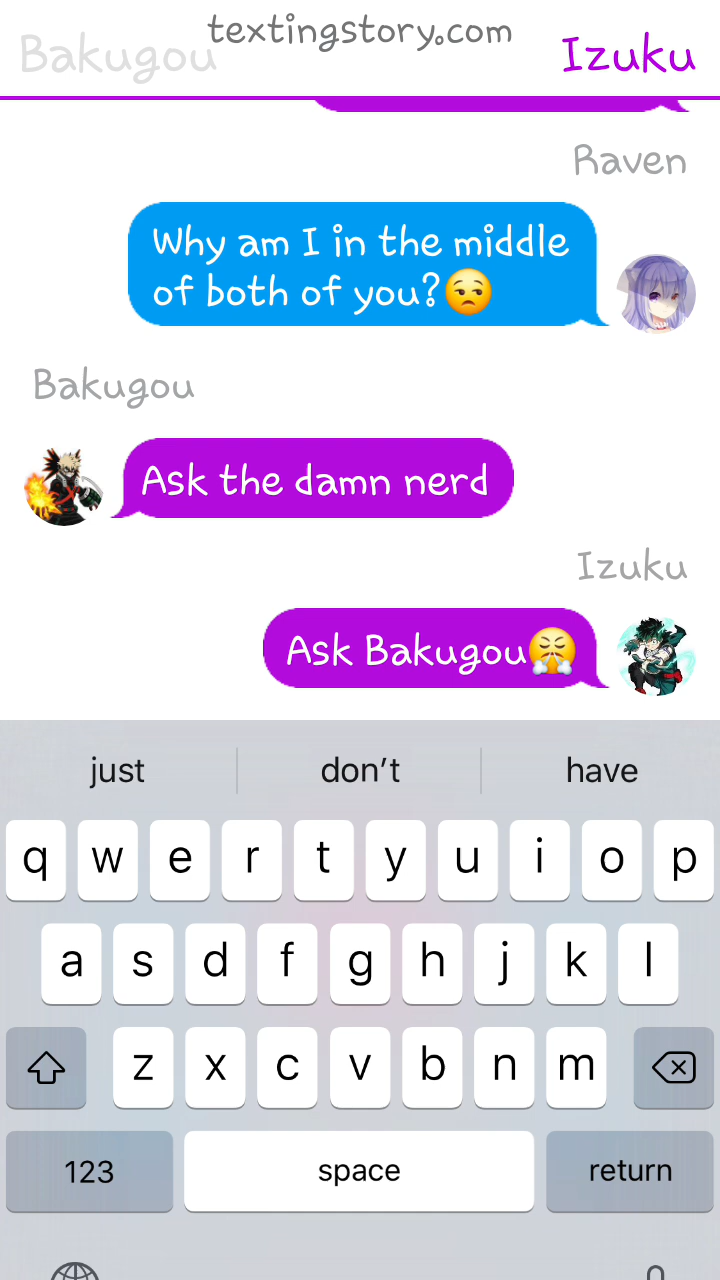 textingstory.com
Bakugou Izuku
Raven
Why am I in the middle
of both of you?😒
Bakugou
Ask the damn nerd
Izuku
Ask Bakugou😤
just don't have
q w e r t y u i o p
a s d f g h j k l
z x c v b n m
123 space return